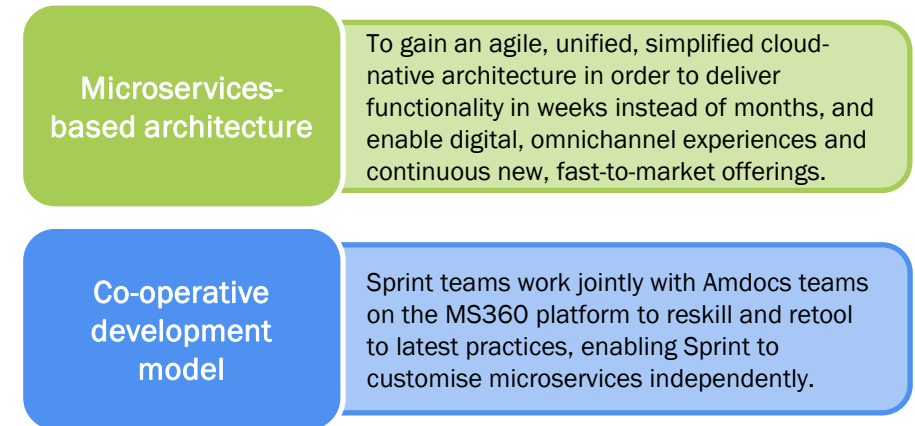 Microservices-
based architecture
To gain an agile, unified, simplified cloud-
native architecture in order to deliver
functionality in weeks instead of months, and
enable digital, omnichannel experiences and
continuous new, fast-to-market offerings.
Co-operative
development
model
Sprint teams work jointly with Amdocs teams
on the MS360 platform to reskill and retool
to latest practices, enabling Sprint to
customise microservices independently.